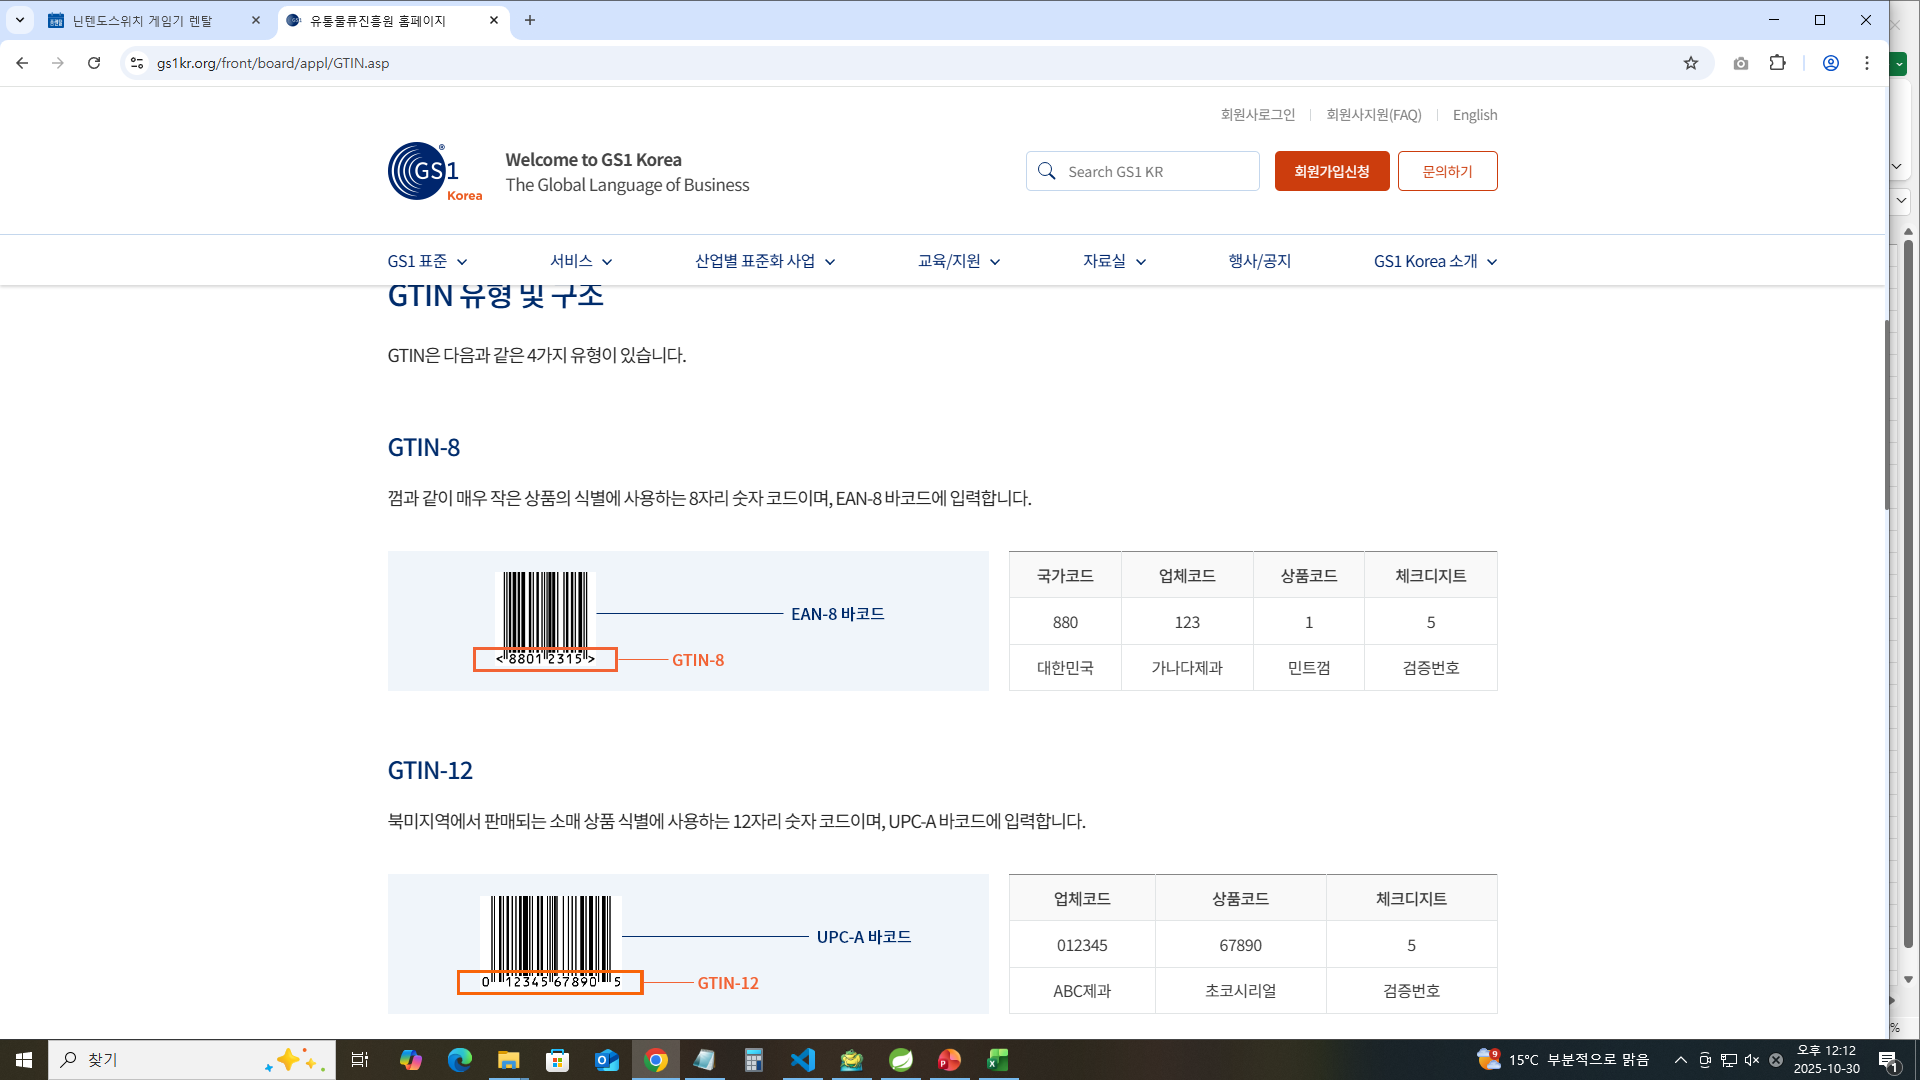 닌텐도스위치 게임기 렌탈
유통물류진흥원 홈페이지
gs1kr.org/front/board/appl/GTIN.asp
회원사로그인 회원사지원(FAQ) English
GS1 Korea
Welcome to GS1 Korea
The Global Language of Business
Search GS1 KR
회원가입신청
문의하기
GS1 표준 서비스 산업별 표준화 사업 교육/지원 자료실 행사/공지 GS1 Korea 소개
GTIN 유형 및 구조
GTIN은 다음과 같은 4가지 유형이 있습니다.
GTIN-8
껌과 같이 매우 작은 상품의 식별에 사용하는 8자리 숫자 코드이며, EAN-8 바코드에 입력합니다.
EAN-8 바코드
<8801 2315>
GTIN-8
국가코드 업체코드 상품코드 체크디지트
880 123 1 5
대한민국 가나다제과 민트껌 검증번호
GTIN-12
북미지역에서 판매되는 소매 상품 식별에 사용하는 12자리 숫자 코드이며, UPC-A 바코드에 입력합니다.
UPC-A 바코드
0 12345 67890 5
GTIN-12
업체코드 상품코드 체크디지트
012345 67890 5
ABC제과 초코시리얼 검증번호
%
찾기
9
15°C 부분적으로 맑음
오후 12:12
2025-10-30
1